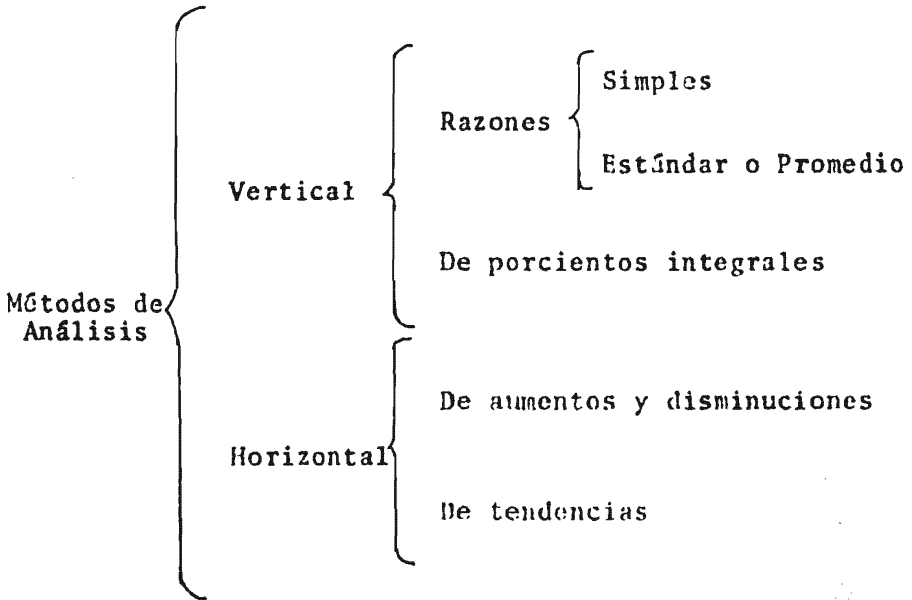 Simples
Razones
Estándar o Promedio
Vertical
De porcientos integrales
Métodos de
Análisis
De aumentos y disminuciones
Horizontal
De tendencias